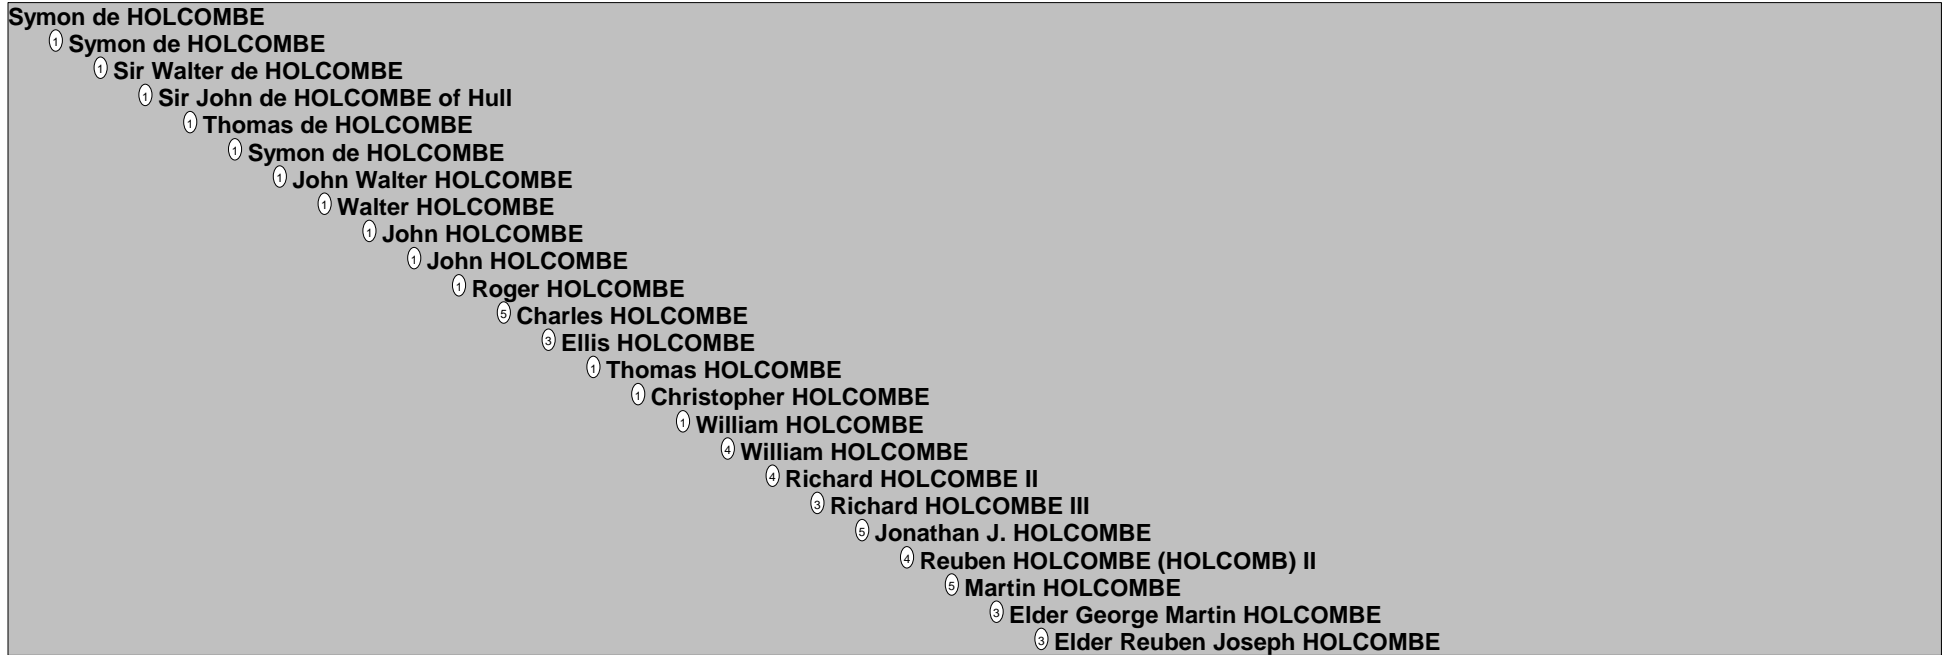 Symon de HOLCOMBE
1 Symon de HOLCOMBE
1 Sir Walter de HOLCOMBE
1 Sir John de HOLCOMBE of Hull
1 Thomas de HOLCOMBE
1 Symon de HOLCOMBE
1 John Walter HOLCOMBE
1 Walter HOLCOMBE
1 John HOLCOMBE
1 John HOLCOMBE
1 Roger HOLCOMBE
5 Charles HOLCOMBE
3 Ellis HOLCOMBE
1 Thomas HOLCOMBE
1 Christopher HOLCOMBE
1 William HOLCOMBE
4 William HOLCOMBE
4 Richard HOLCOMBE II
3 Richard HOLCOMBE III
5 Jonathan J. HOLCOMBE
4 Reuben HOLCOMBE (HOLCOMB) II
5 Martin HOLCOMBE
3 Elder George Martin HOLCOMBE
3 Elder Reuben Joseph HOLCOMBE